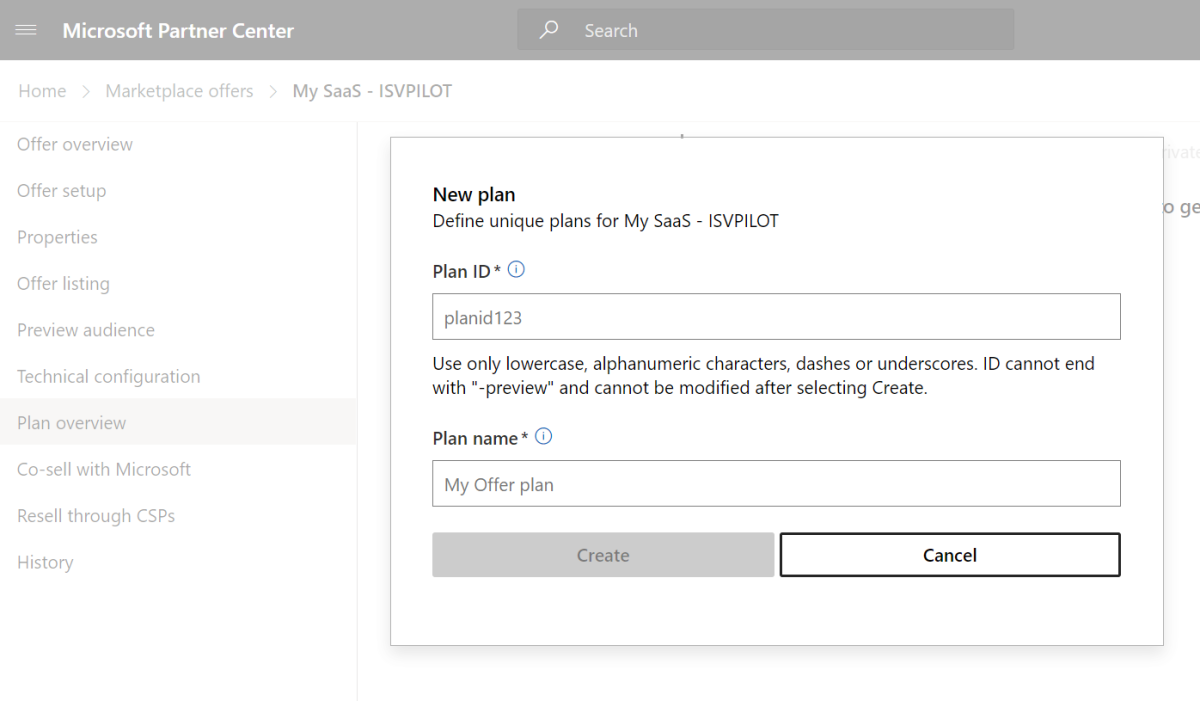 Microsoft Partner Center
Search
Home > Marketplace offers > My SaaS - ISVPILOT
Offer overview
Offer setup
Properties
Offer listing
Preview audience
Technical configuration
Plan overview
Co-sell with Microsoft
Resell through CSPs
History
New plan
Define unique plans for My SaaS - ISVPILOT
Plan ID*
planid123
Use only lowercase, alphanumeric characters, dashes or underscores. ID cannot end
with "-preview" and cannot be modified after selecting Create.
Plan name*
My Offer plan
Create
Cancel